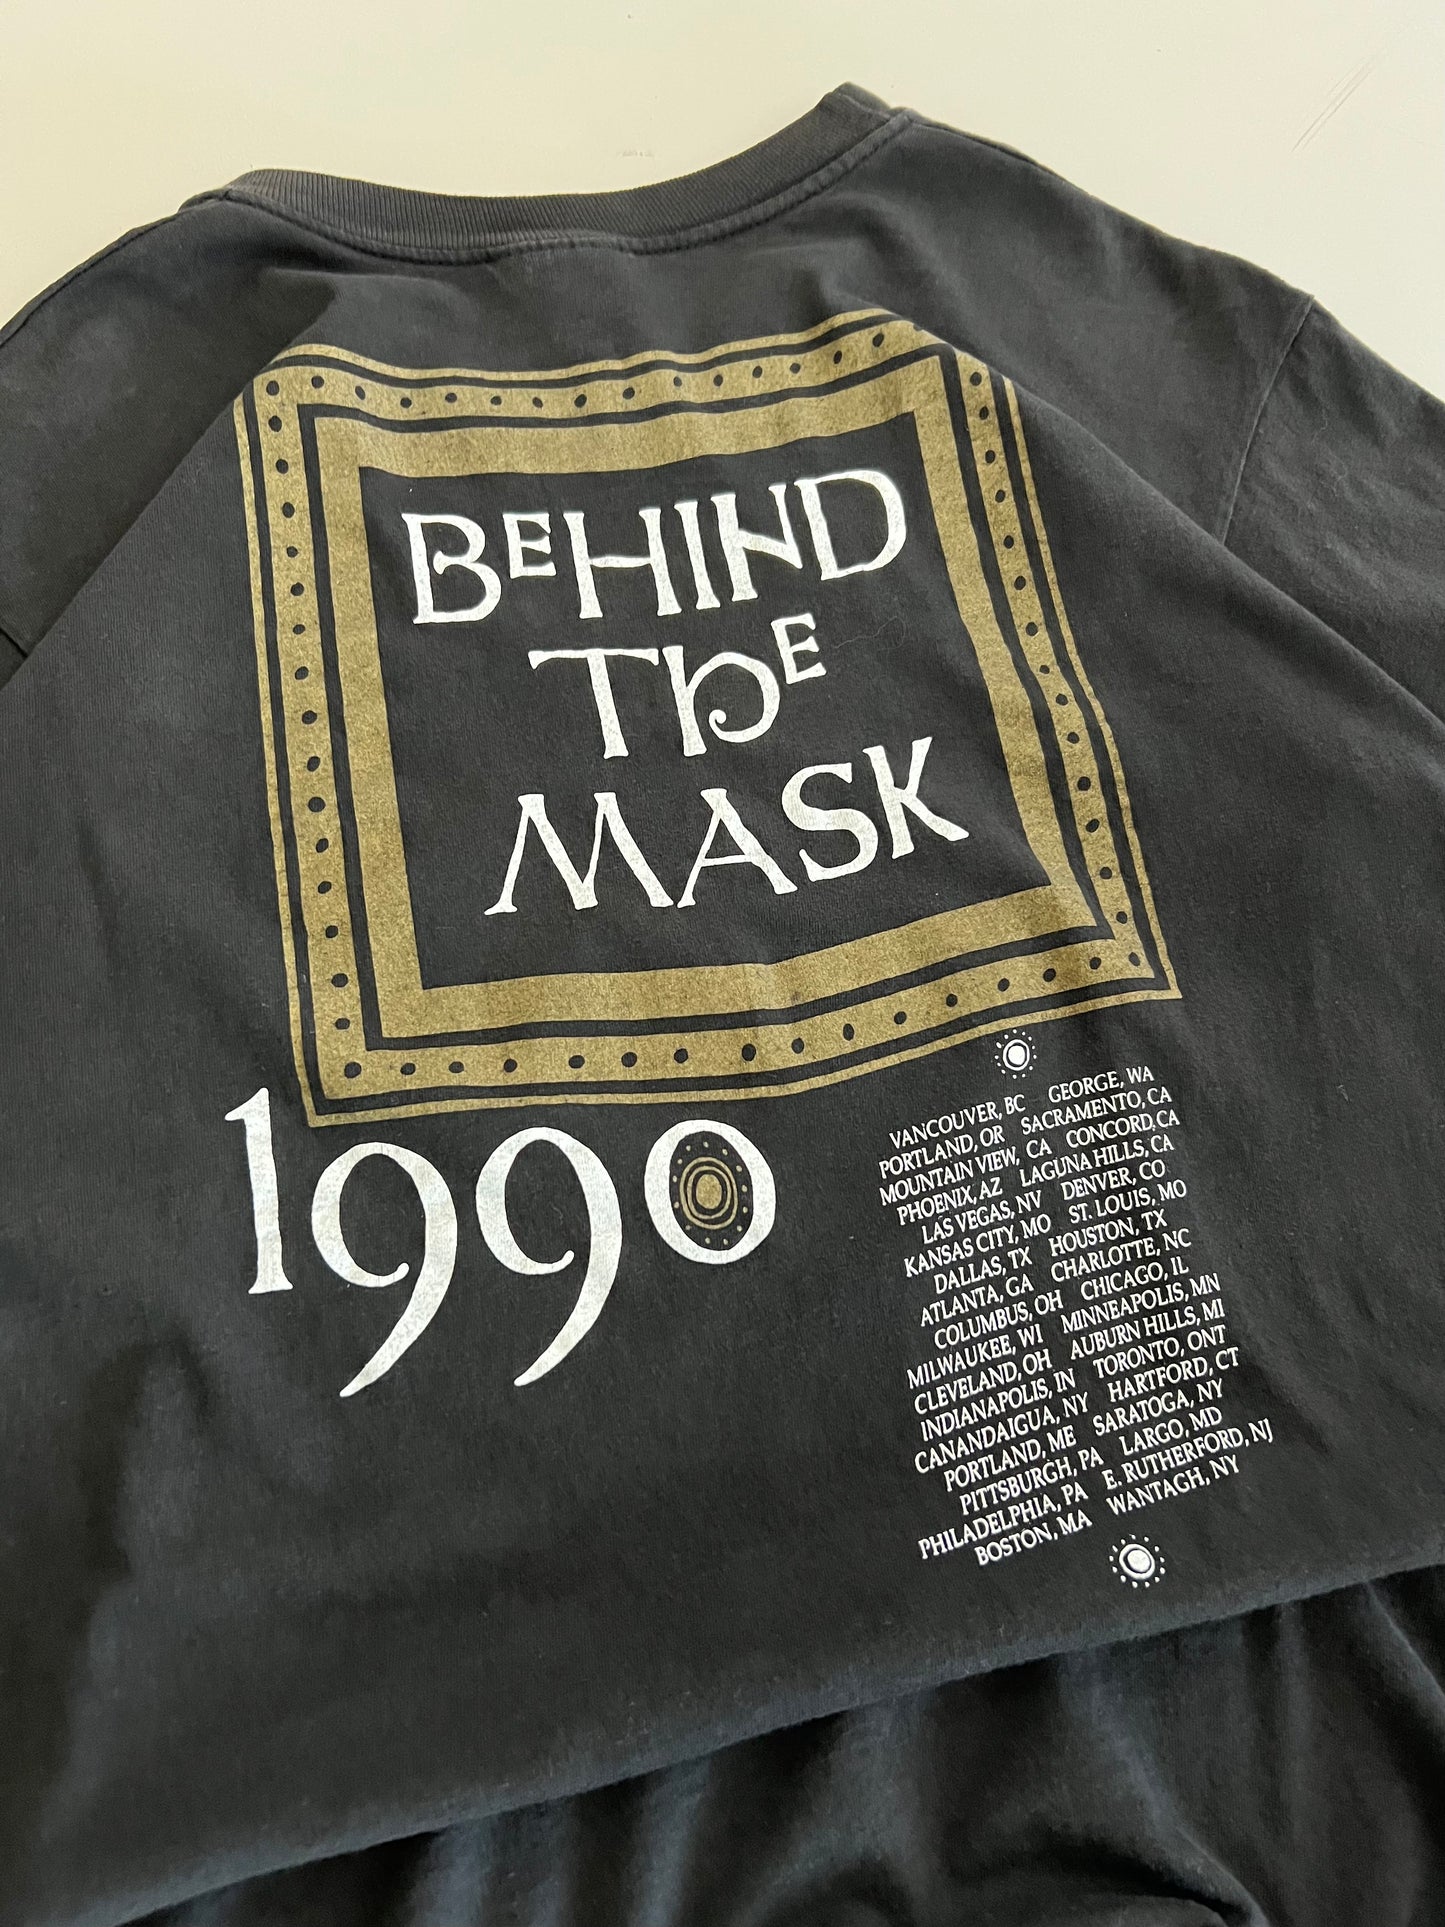 BEHIND
THE
MASK
1990
VANCOUVER, BC GEORGE, WA
PORTLAND, OR SACRAMENTO, CA
MOUNTAIN VIEW, CA CONCORD, CA
PHOENIX, AZ LAGUNA HILLS, CA
LAS VEGAS, NV DENVER, CO
KANSAS CITY, MO ST. LOUIS, MO
DALLAS, TX HOUSTON, TX
ATLANTA, GA CHARLOTTE, NC
COLUMBUS, OH CHICAGO, IL
MILWAUKEE, WI MINNEAPOLIS, MN
CLEVELAND, OH AUBURN HILLS, MI
INDIANAPOLIS, IN TORONTO, ONT
CANANDAIGUA, NY HARTFORD, CT
PORTLAND, ME SARATOGA, NY
PITTSBURGH, PA LARGO, MD
PHILADELPHIA, PA E. RUTHERFORD, NJ
BOSTON, MA WANTAGH, NY